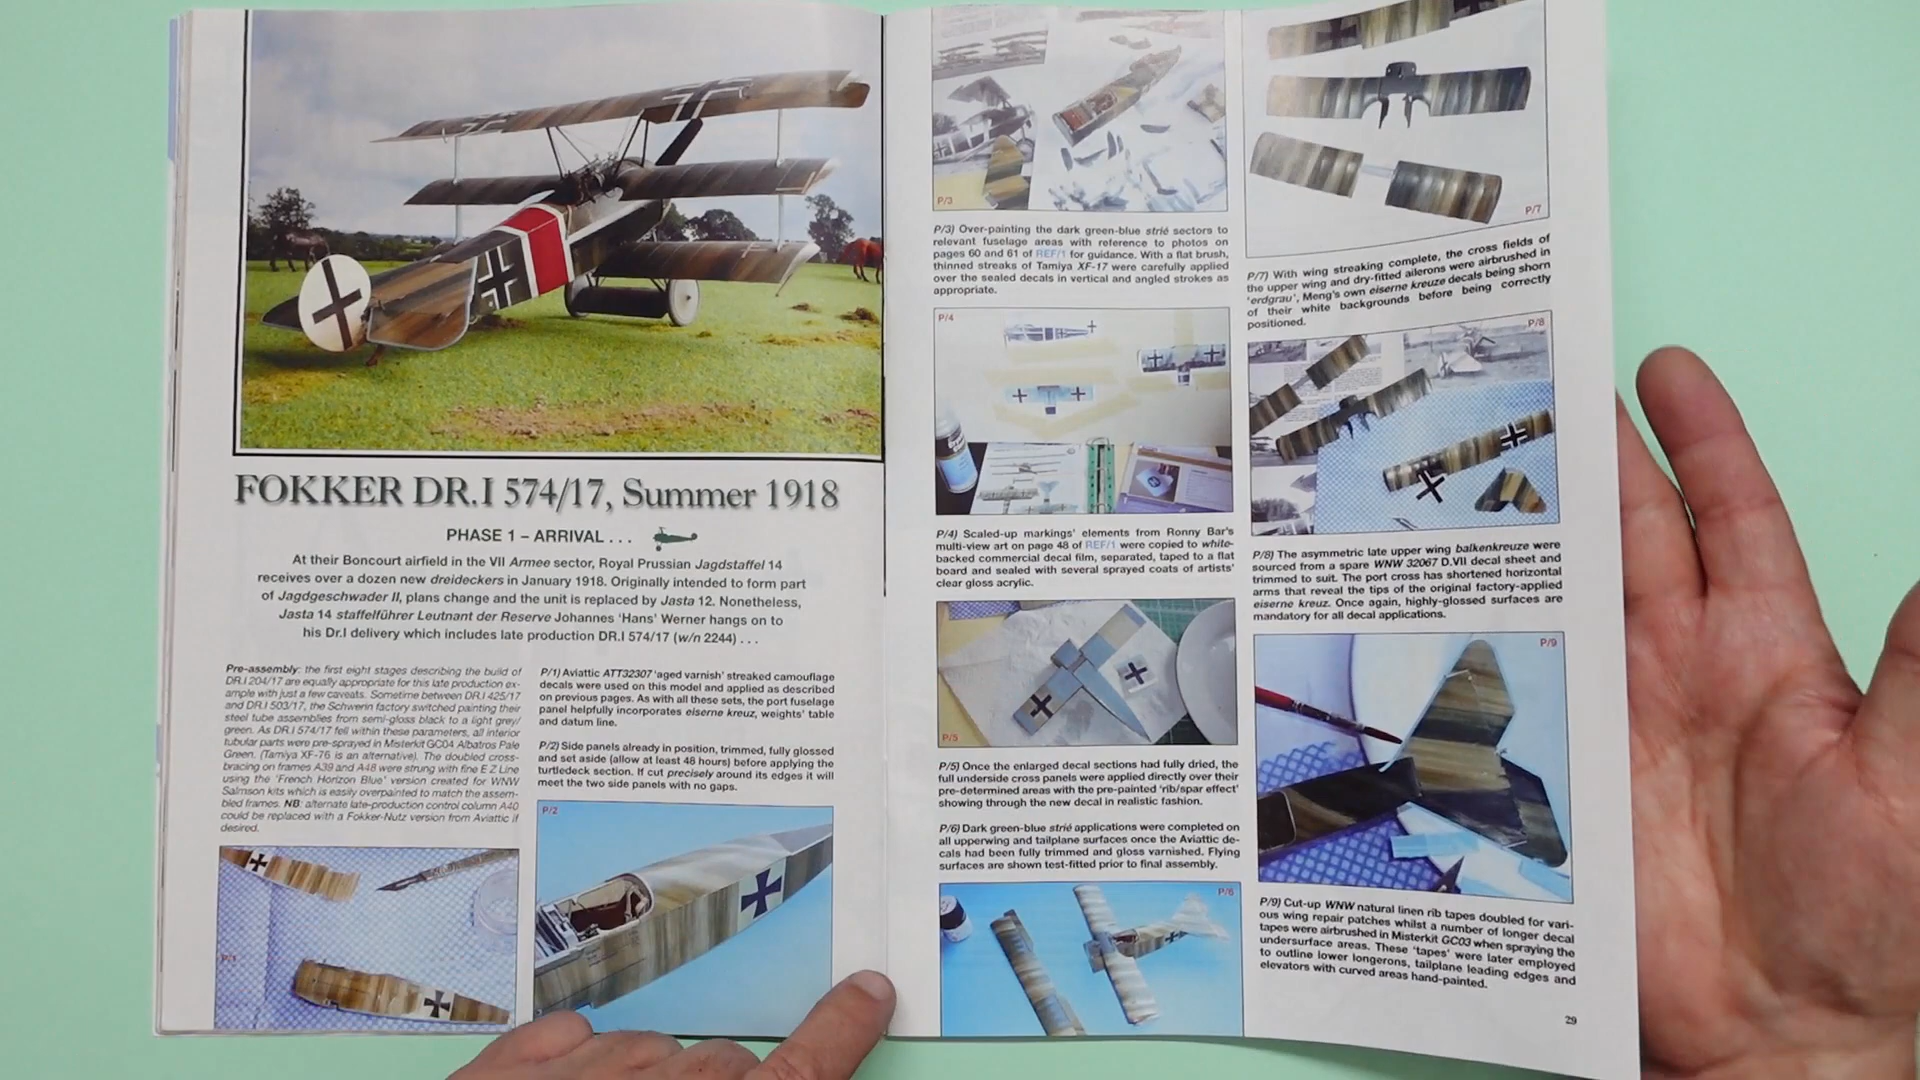 FOKKER DR.I 574/17, Summer 1918
PHASE 1 – ARRIVAL . . .
At their Boncourt airfield in the VII Armee sector, Royal Prussian Jagdstaffel 14
receives over a dozen new dreideckers in January 1918. Originally intended to form part
of Jagdgeschwader II, plans change and the unit is replaced by Jasta 12. Nonetheless,
Jasta 14 staffelführer Leutnant der Reserve Johannes ‘Hans’ Werner hangs on to
his Dr.I delivery which includes late production DR.I 574/17 (w/n 2244) . . .
Pre-assembly: the first eight stages describing the build of
DR.I 204/17 are equally appropriate for this late production ex-
ample with just a few caveats. Sometime between DR.I 425/17
and DR.I 503/17, the Schwerin factory switched painting their
steel tube assemblies from semi-gloss black to a light grey/
green. As DR.I 574/17 fell within these parameters, all interior
tubular parts were pre-sprayed in Misterkit GC04 Albatros Pale
Green. (Tamiya XF-76 is an alternative). The doubled cross-
bracing on frames A39 and A48 were strung with fine E Z Line
using the ‘French Horizon Blue’ version created for WNW
Salmson kits which is easily overpainted to match the assem-
bled frames. NB: alternate late-production control column A40
could be replaced with a Fokker-Nutz version from Aviattic if
desired.
P/1
P/1) Aviattic ATT32307 ‘aged varnish’ streaked camouflage
decals were used on this model and applied as described
on previous pages. As with all these sets, the port fuselage
panel helpfully incorporates eiserne kreuz, weights’ table
and datum line.
P/2) Side panels already in position, trimmed, fully glossed
and set aside (allow at least 48 hours) before applying the
turtledeck section. If cut precisely around its edges it will
meet the two side panels with no gaps.
P/2
P/3
P/3) Over-painting the dark green-blue strié sectors to
relevant fuselage areas with reference to photos on
pages 60 and 61 of REF/1 for guidance. With a flat brush,
thinned streaks of Tamiya XF-17 were carefully applied
over the sealed decals in vertical and angled strokes as
appropriate.
P/4
P/4) Scaled-up markings’ elements from Ronny Bar’s
multi-view art on page 48 of REF/1 were copied to white-
backed commercial decal film, separated, taped to a flat
board and sealed with several sprayed coats of artists’
clear gloss acrylic.
P/5
P/5) Once the enlarged decal sections had fully dried, the
full underside cross panels were applied directly over their
pre-determined areas with the pre-painted ‘rib/spar effect’
showing through the new decal in realistic fashion.
P/6) Dark green-blue strié applications were completed on
all upperwing and tailplane surfaces once the Aviattic de-
cals had been fully trimmed and gloss varnished. Flying
surfaces are shown test-fitted prior to final assembly.
P/6
P/7
P/7) With wing streaking complete, the cross fields of
the upper wing and dry-fitted ailerons were airbrushed in
‘erdgrau’, Meng’s own eiserne kreuze decals being shorn
of their white backgrounds before being correctly
positioned.
P/8
P/8) The asymmetric late upper wing balkenkreuze were
sourced from a spare WNW 32067 D.VII decal sheet and
trimmed to suit. The port cross has shortened horizontal
arms that reveal the tips of the original factory-applied
eiserne kreuz. Once again, highly-glossed surfaces are
mandatory for all decal applications.
P/9
P/9) Cut-up WNW natural linen rib tapes doubled for vari-
ous wing repair patches whilst a number of longer decal
tapes were airbrushed in Misterkit GC03 when spraying the
undersurface areas. These ‘tapes’ were later employed
to outline lower longerons, tailplane leading edges and
elevators with curved areas hand-painted.
29